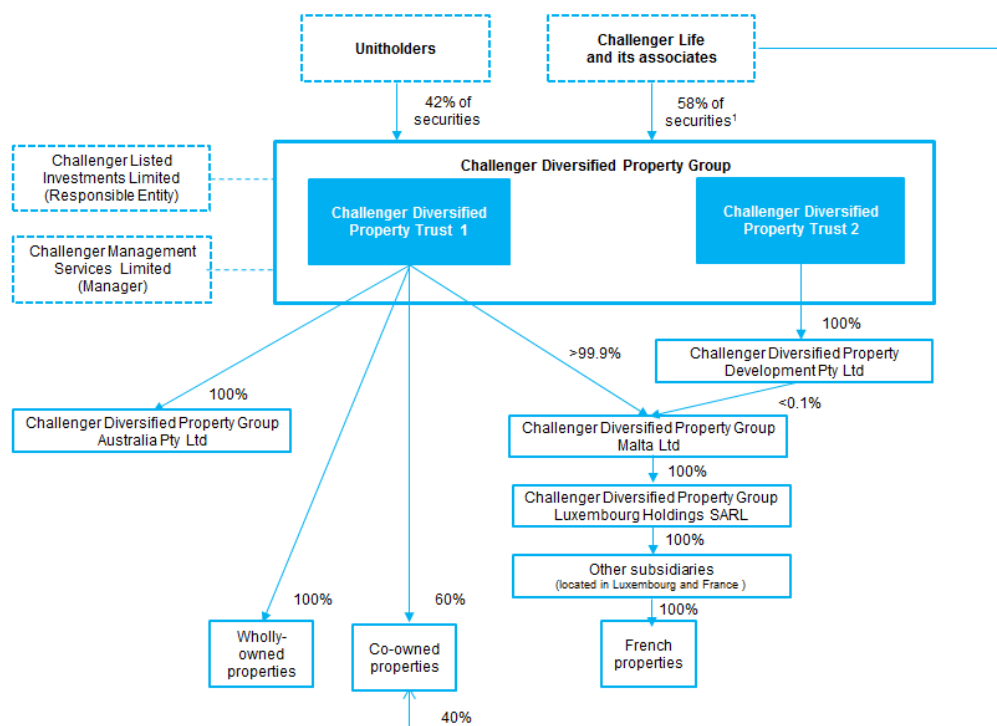 Unitholders
Challenger Life
and its associates
42% of
securities
58% of
securities¹
Challenger Listed
Investments Limited
(Responsible Entity)
Challenger Diversified Property Group
Challenger Diversified
Property Trust 1
Challenger Diversified
Property Trust 2
Challenger Management
Services Limited
(Manager)
100%
>99.9%
Challenger Diversified Property
Development Pty Ltd
100%
<0.1%
Challenger Diversified Property Group
Australia Pty Ltd
Challenger Diversified Property Group
Malta Ltd
100%
Challenger Diversified Property Group
Luxembourg Holdings SARL
100%
Other subsidiaries
(located in Luxembourg and France )
100%
60%
100%
Wholly-
owned
properties
Co-owned
properties
French
properties
40%